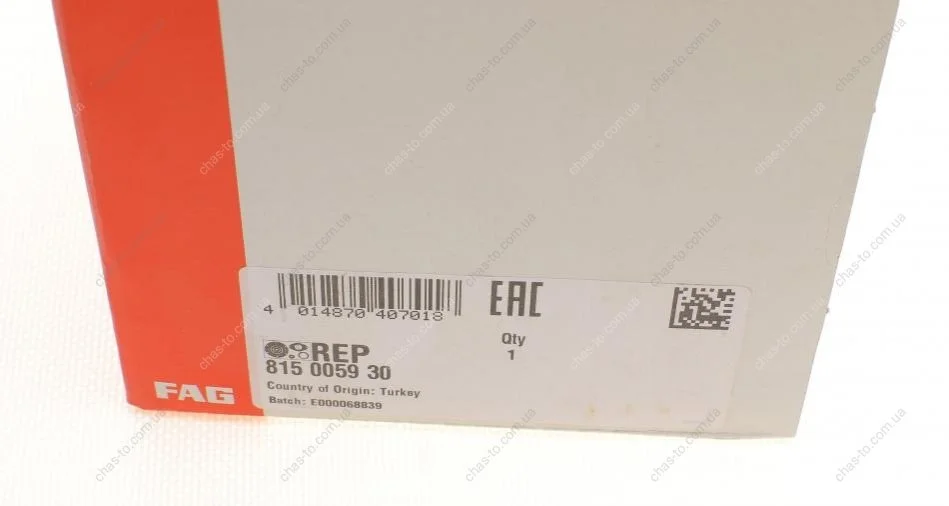 4 014870 407018
EAC
Qty
1
REP
815 0059 30
Country of Origin: Turkey
Batch: E000068839
FAG
chas-to.com.ua